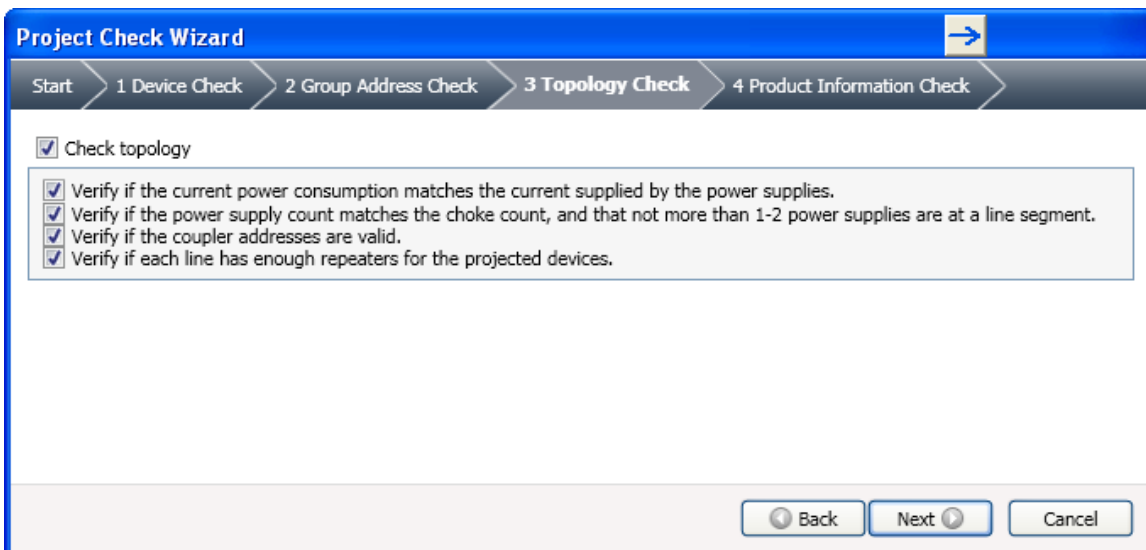 Project Check Wizard
Start 1 Device Check 2 Group Address Check 3 Topology Check 4 Product Information Check
Check topology
Verify if the current power consumption matches the current supplied by the power supplies.
Verify if the power supply count matches the choke count, and that not more than 1-2 power supplies are at a line segment.
Verify if the coupler addresses are valid.
Verify if each line has enough repeaters for the projected devices.
Back Next Cancel